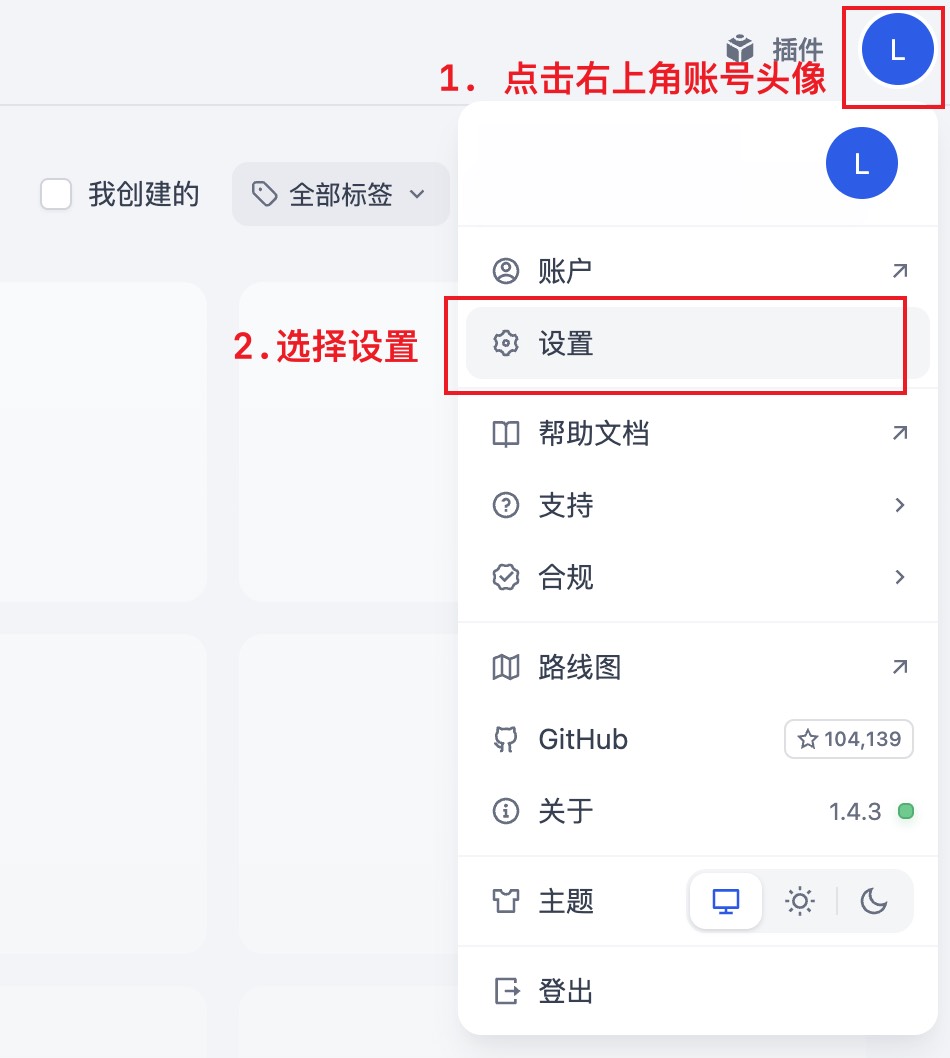 插件
L
1. 点击右上角账号头像
L
我创建的
全部标签
账户
2.选择设置
设置
帮助文档
支持
合规
路线图
GitHub
104,139
关于
1.4.3
主题
登出